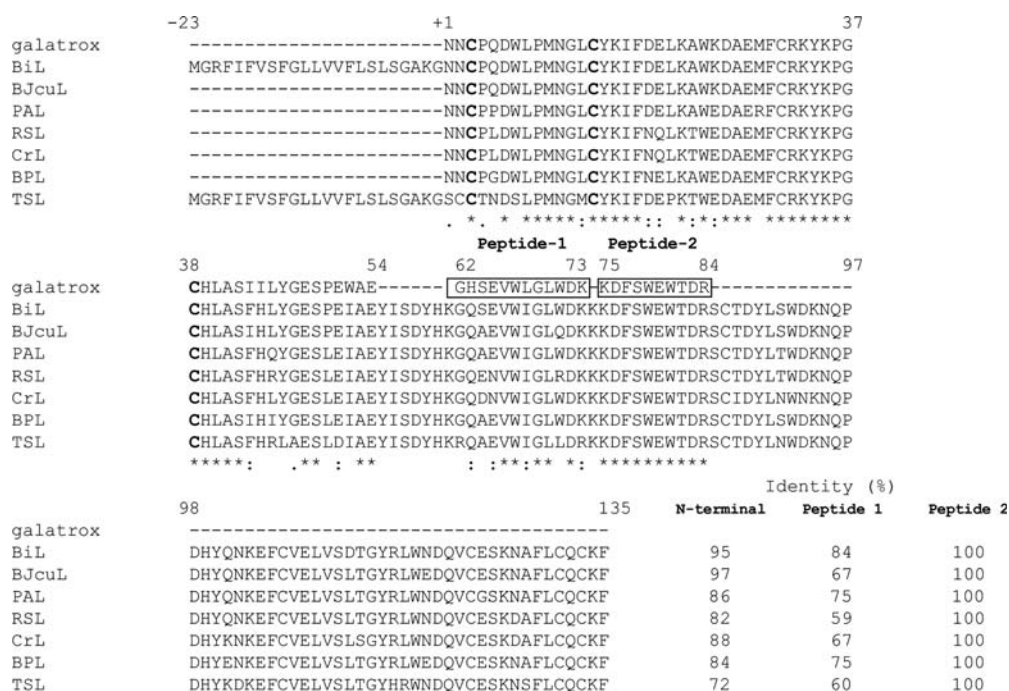 -23 +1 37
galatrox -----------------------NNCPQDWLPMNGLCYKIFDELKAWKDAEMFCRKYKPG
BiL MGRFIFVSFGLLVVFLSLSGAKGNNCPQDWLPMNGLCYKIFDELKAWKDAEMFCRKYKPG
BJcuL -----------------------NNCPQDWLPMNGLCYKIFDELKAWKDAEMFCRKYKPG
PAL -----------------------NNCPPDWLPMNGLCYKIFDELKAWEDAERFCRKYKPG
RSL -----------------------NNCPLDWLPMNGLCYKIFNQLKTWEDAEMFCRKYKPG
CrL -----------------------NNCPLDWLPMNGLCYKIFNQLKTWEDAEMFCRKYKPG
BPL -----------------------NNCPGDWLPMNGLCYKIFNELKAWEDAEMFCRKYKPG
TSL MGRFIFVSFGLLVVFLSLSGAKGSCCTNDSLPMNGMCYKIFDEPKTWEDAEMFCRKYKPG
. *. * *****:*****:: *:*:*** *********
Peptide-1 Peptide-2
38 54 62 73 75 84 97
galatrox CHLASIILYGESPEWAE------ GHSEVWLGLWDK-KDFSWEWTDR-------------
BiL CHLASFHLYGESPEIAEYISDYHKGQSEVWIGLWDKKKDFSWEWTDRSCTDYLSWDKNQP
BJcuL CHLASIHLYGESPEIAEYISDYHKGQAEVWIGLQDKKKDFSWEWTDRSCTDYLSWDKNQP
PAL CHLASFHQYGESLEIAEYISDYHKGQAEVWIGLWDKKKDFSWEWTDRSCTDYLTWDKNQP
RSL CHLASFHRYGESLEIAEYISDYHKGQENVWIGLRDKKKDFSWEWTDRSCTDYLTWDKNQP
CrL CHLASFHLYGESLEIAEYISDYHKGQDNVWIGLWDKKKDFSWEWTDRSCIDYLNWNKNQP
BPL CHLASIHIYGESLEIAEYISDYHKGQAEVWIGLWDKKKDFSWEWTDRSCTDYLSWDKNQP
TSL CHLASFHRLAESLDIAEYISDYHKRQAEVWIGLLDRKKDFSWEWTDRSCTDYLNWDKNQP
*****: .** : ** : :**:** *: **********
Identity (%)
98 135 N-terminal Peptide 1 Peptide 2
galatrox --------------------------------------
BiL DHYQNKEFCVELVSDTGYRLWNDQVCESKNAFLCQCKF 95 84 100
BJcuL DHYQNKEFCVELVSLTGYRLWEDQVCESKNAFLCQCKF 97 67 100
PAL DHYQNKEFCVELVSLTGYRLWNDQVCGSKNAFLCQCKF 86 75 100
RSL DHYQNKEFCVELVSLTGYRLWNDQVCESKDAFLCQCKF 82 59 100
CrL DHYKNKEFCVELVSLSGYRLWNDQVCESKDAFLCQCKF 88 67 100
BPL DHYENKEFCVELVSLTGYRLWEDQVCESKNAFLCQCKF 84 75 100
TSL DHYKDKEFCVELVSLTGYHRWNDQVCESKNSFLCQCKF 72 60 100